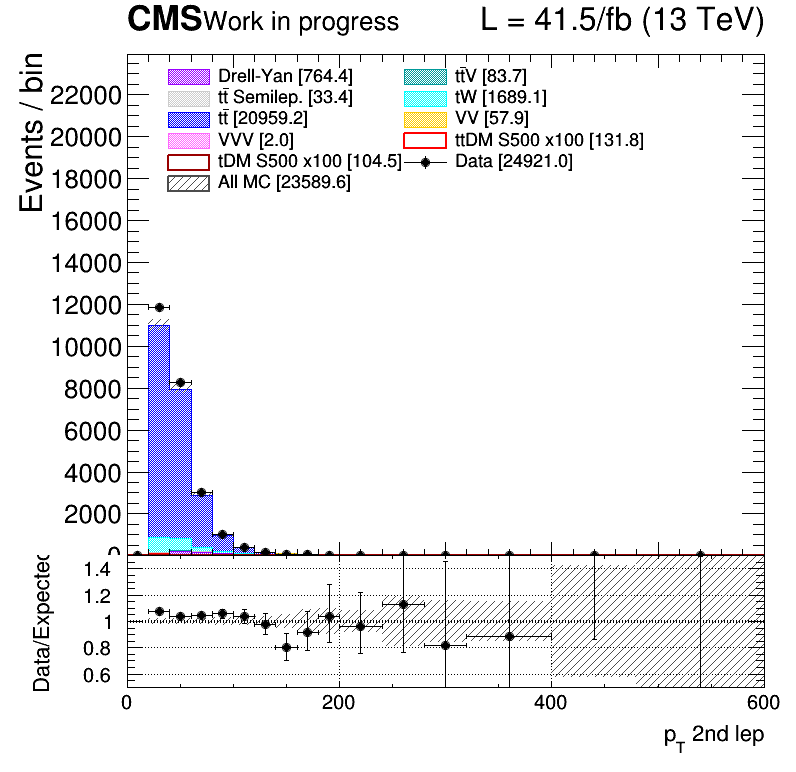 CMS Work in progress L = 41.5/fb (13 TeV)
Events / bin
Drell-Yan [764.4] tt̄V [83.7]
tt̄ Semilep. [33.4] tW [1689.1]
tt̄ [20959.2] VV [57.9]
VVV [2.0] ttDM S500 x100 [131.8]
tDM S500 x100 [104.5] Data [24921.0]
All MC [23589.6]
22000
20000
18000
16000
14000
12000
10000
8000
6000
4000
2000
0
Data/Expected
1.4
1.2
1
0.8
0.6
0 200 400 600
p_T 2nd lep